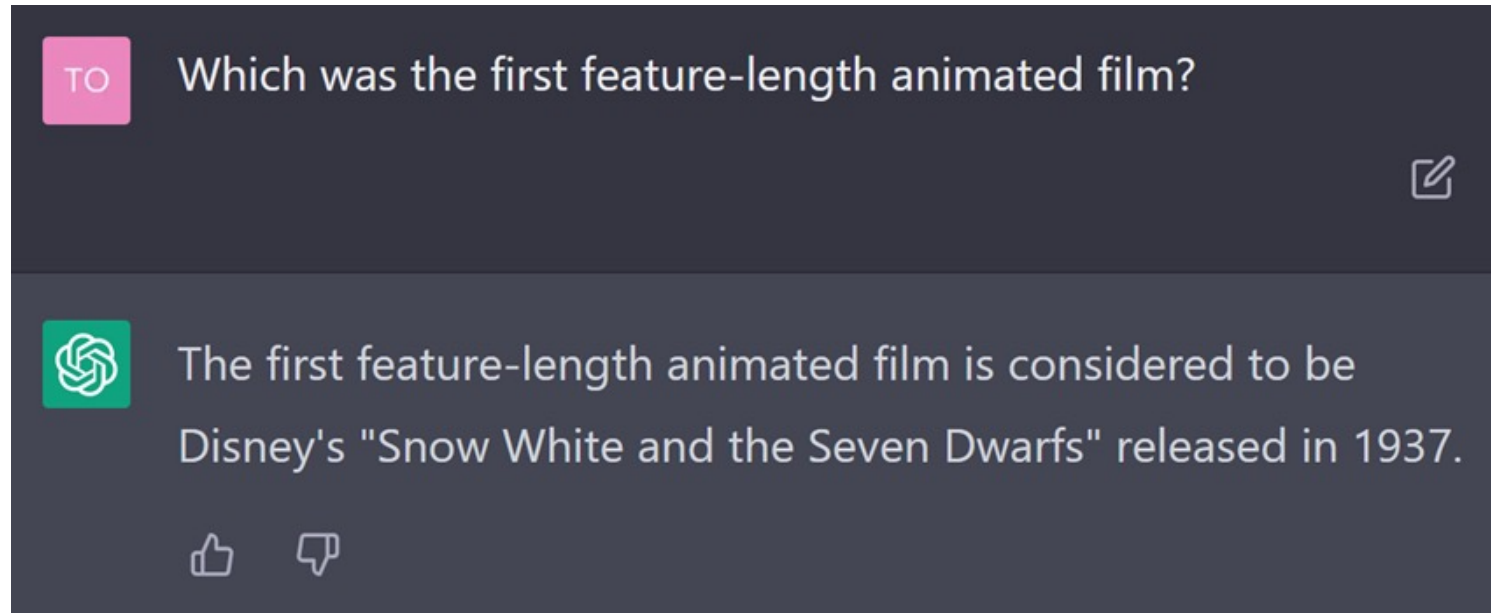 TO
Which was the first feature-length animated film?
The first feature-length animated film is considered to be
Disney's "Snow White and the Seven Dwarfs" released in 1937.